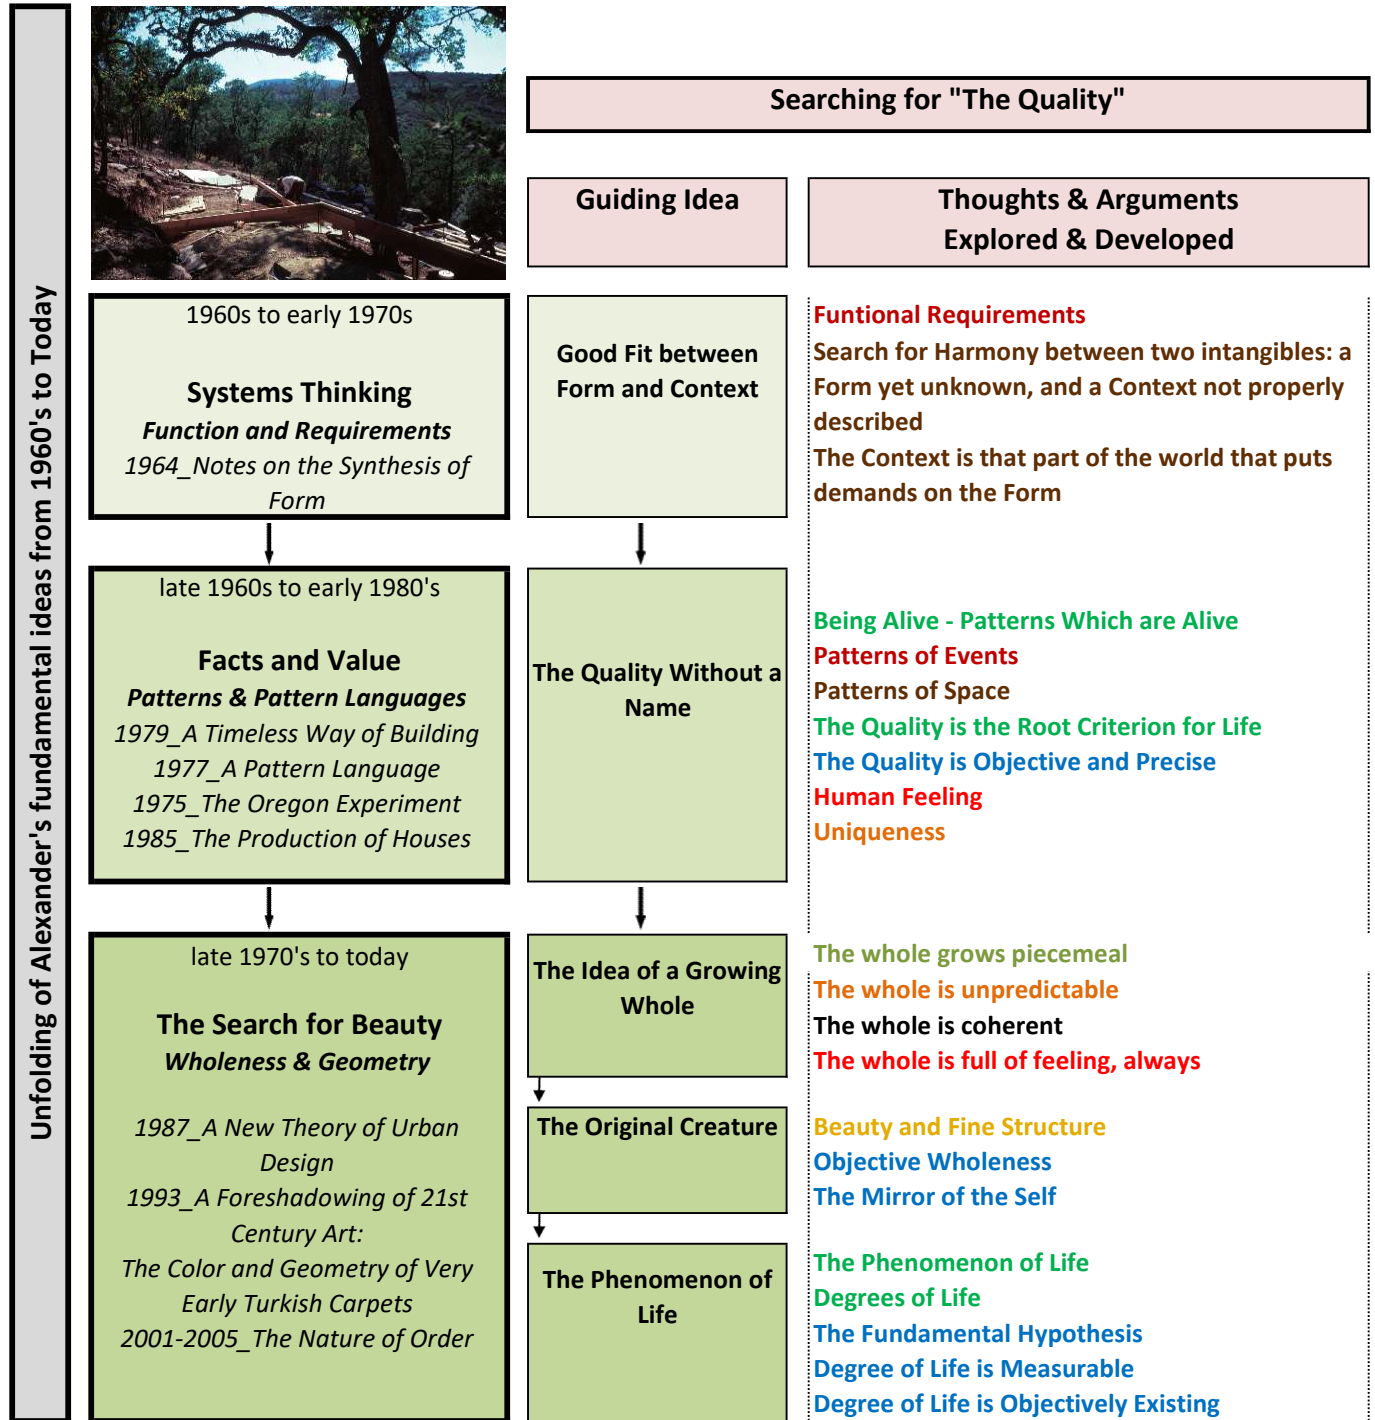 Unfolding of Alexander's fundamental ideas from 1960's to Today
Searching for "The Quality"
Guiding Idea
Thoughts & Arguments
Explored & Developed
1960s to early 1970s
Systems Thinking
Function and Requirements
1964_Notes on the Synthesis of
Form
Good Fit between
Form and Context
Funtional Requirements
Search for Harmony between two intangibles: a
Form yet unknown, and a Context not properly
described
The Context is that part of the world that puts
demands on the Form
late 1960s to early 1980's
Facts and Value
Patterns & Pattern Languages
1979_A Timeless Way of Building
1977_A Pattern Language
1975_The Oregon Experiment
1985_The Production of Houses
The Quality Without a
Name
Being Alive - Patterns Which are Alive
Patterns of Events
Patterns of Space
The Quality is the Root Criterion for Life
The Quality is Objective and Precise
Human Feeling
Uniqueness
late 1970's to today
The Search for Beauty
Wholeness & Geometry
1987_A New Theory of Urban
Design
1993_A Foreshadowing of 21st
Century Art:
The Color and Geometry of Very
Early Turkish Carpets
2001-2005_The Nature of Order
The Idea of a Growing
Whole
The whole grows piecemeal
The whole is unpredictable
The whole is coherent
The whole is full of feeling, always
The Original Creature
Beauty and Fine Structure
Objective Wholeness
The Mirror of the Self
The Phenomenon of
Life
The Phenomenon of Life
Degrees of Life
The Fundamental Hypothesis
Degree of Life is Measurable
Degree of Life is Objectively Existing